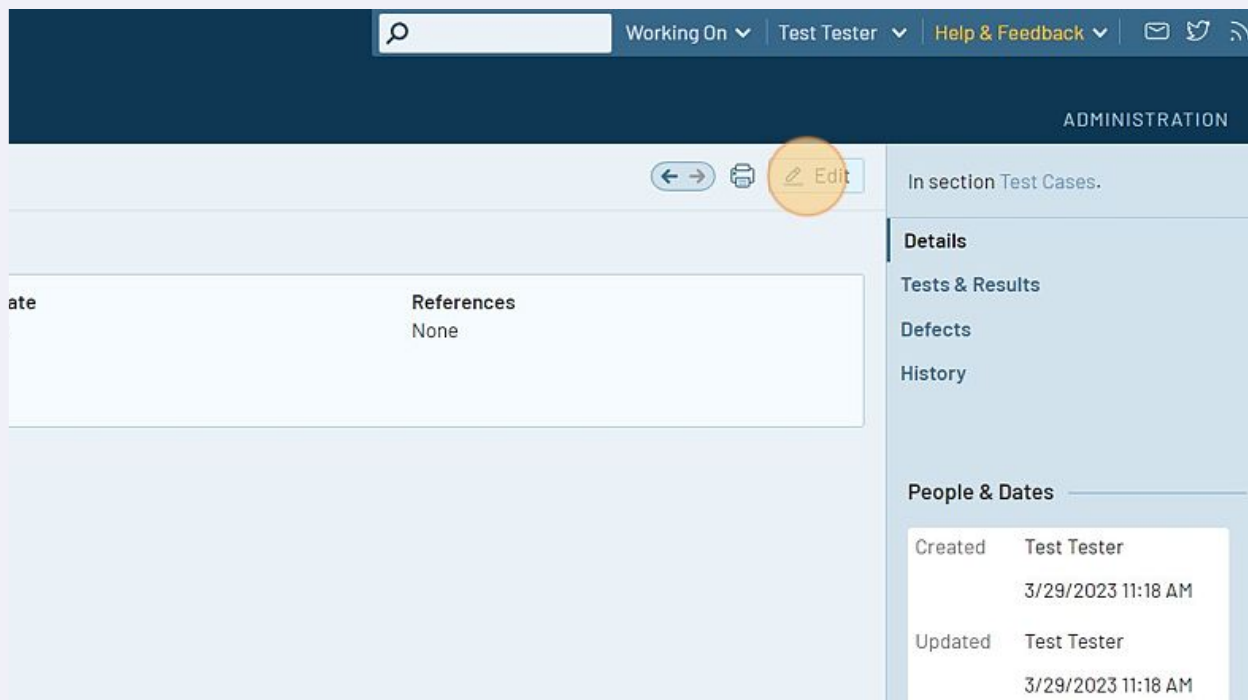 Working On Test Tester Help & Feedback
ADMINISTRATION
Edit
In section Test Cases.
Details
Tests & Results
Defects
History
ate
References
None
People & Dates
Created Test Tester
3/29/2023 11:18 AM
Updated Test Tester
3/29/2023 11:18 AM